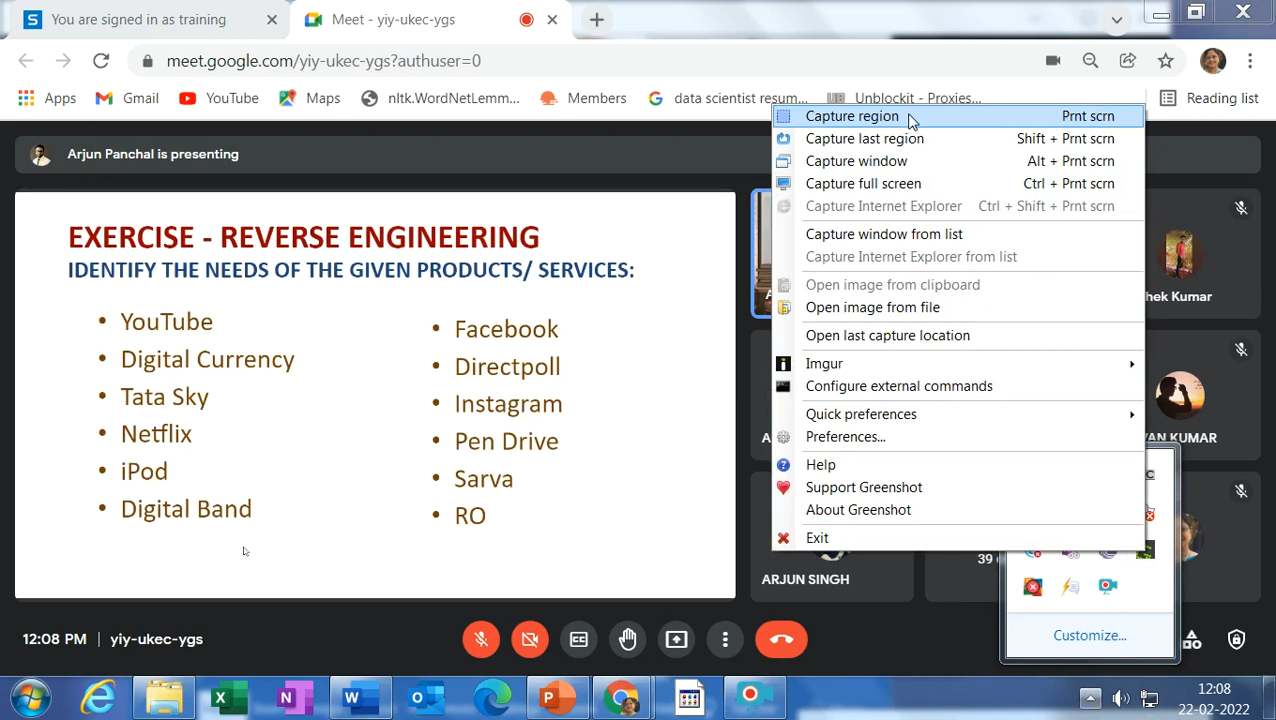 You are signed in as training
Meet - yiy-ukec-ygs
meet.google.com/yiy-ukec-ygs?authuser=0
Apps
Gmail
YouTube
Maps
nltk.WordNetLemm...
Members
data scientist resum...
Unblockit - Proxies...
Reading list
Arjun Panchal is presenting
EXERCISE - REVERSE ENGINEERING
IDENTIFY THE NEEDS OF THE GIVEN PRODUCTS/ SERVICES:
• YouTube
• Digital Currency
• Tata Sky
• Netflix
• iPod
• Digital Band
• Facebook
• Directpoll
• Instagram
• Pen Drive
• Sarva
• RO
Capture region Prnt scrn
Capture last region Shift + Prnt scrn
Capture window Alt + Prnt scrn
Capture full screen Ctrl + Prnt scrn
Capture Internet Explorer Ctrl + Shift + Prnt scrn
Capture window from list
Capture Internet Explorer from list
Open image from clipboard
Open image from file
Open last capture location
Imgur
Configure external commands
Quick preferences
Preferences...
Help
Support Greenshot
About Greenshot
Exit
hek Kumar
AN KUMAR
ARJUN SINGH
39
Customize...
12:08 PM | yiy-ukec-ygs
12:08
22-02-2022